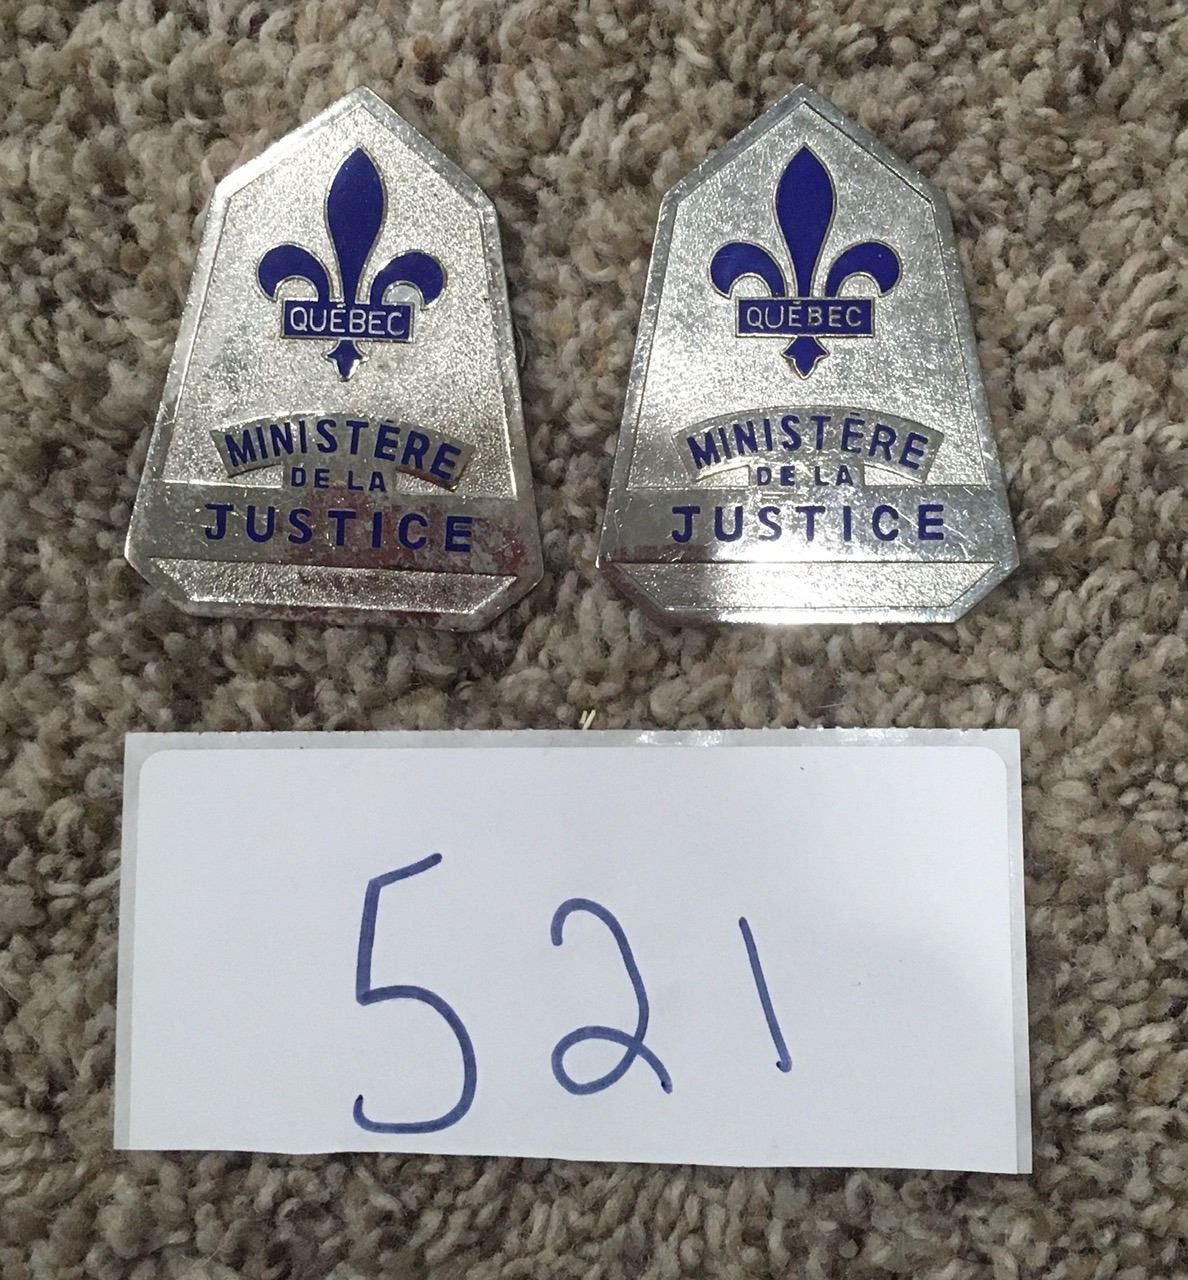 QUÉBEC
MINISTÈRE
DE LA
JUSTICE
QUÉBEC
MINISTÈRE
DE LA
JUSTICE
521